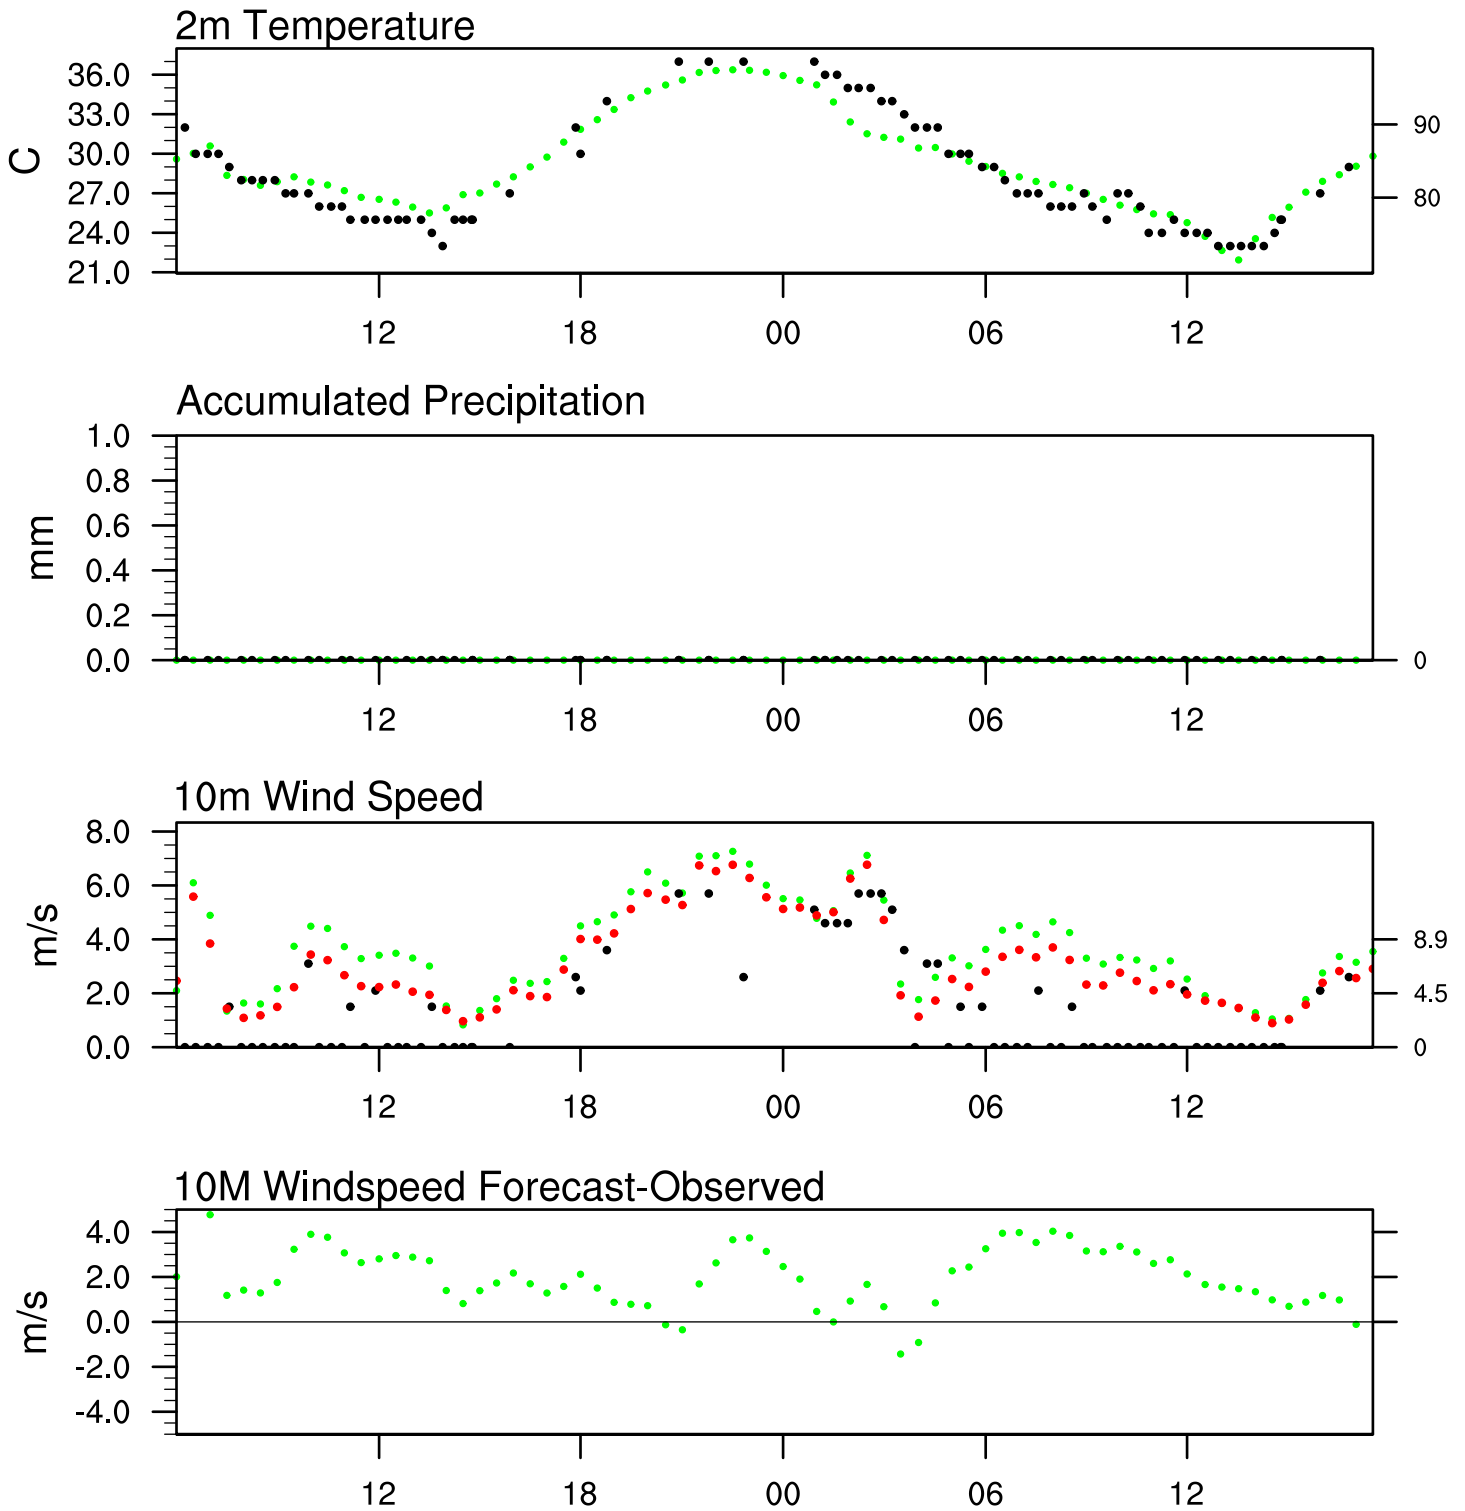 2m Temperature
36.0
33.0
30.0
27.0
24.0
21.0
C
90
80
12 18 00 06 12
Accumulated Precipitation
1.0
0.8
0.6
0.4
0.2
0.0
mm
0
12 18 00 06 12
10m Wind Speed
8.0
6.0
4.0
2.0
0.0
m/s
8.9
4.5
0
12 18 00 06 12
10M Windspeed Forecast-Observed
4.0
2.0
0.0
-2.0
-4.0
m/s
12 18 00 06 12